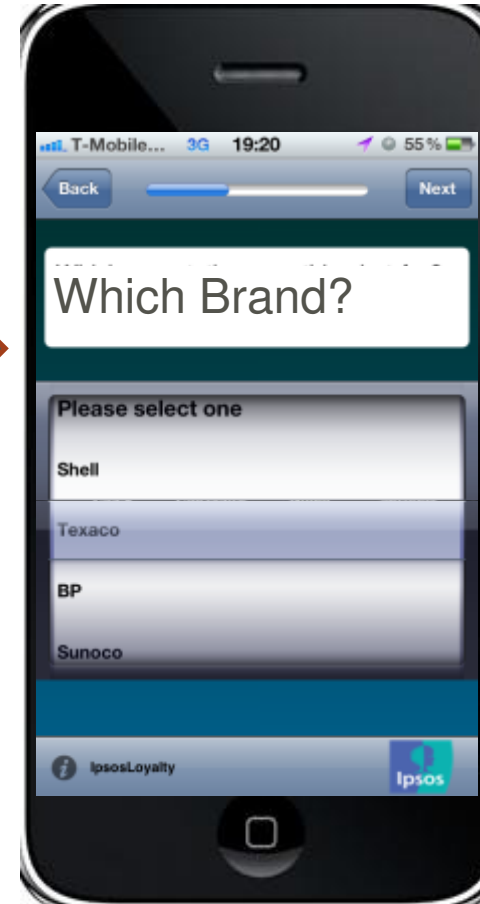 T-Mobile... 3G 19:20 55%
Back Next
Which Brand?
Please select one
Shell
Texaco
BP
Sunoco
IpsosLoyalty
Ipsos